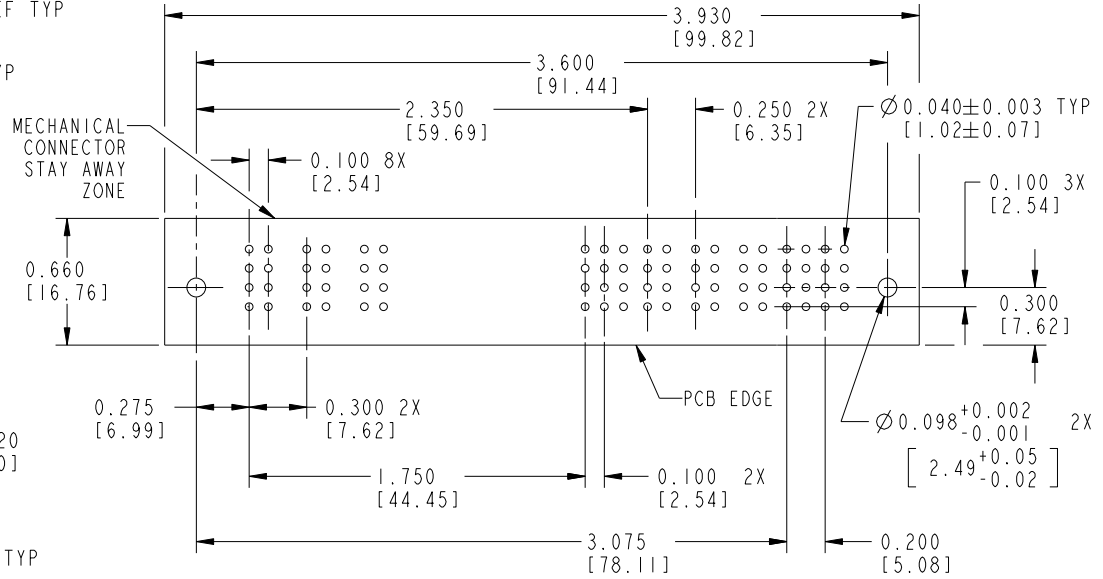 EF TYP
3.930
[99.82]
YP
3.600
[91.44]
2.350
[59.69]
0.250 2X
[6.35]
Ø 0.040±0.003 TYP
[1.02±0.07]
MECHANICAL
CONNECTOR
STAY AWAY
ZONE
0.100 8X
[2.54]
0.100 3X
[2.54]
0.660
[16.76]
0.300
[7.62]
0.275
[6.99]
0.300 2X
[7.62]
PCB EDGE
Ø 0.098 +0.002 -0.001 2X
[ 2.49 +0.05 -0.02 ]
20
0]
1.750
[44.45]
0.100 2X
[2.54]
3.075
[78.11]
0.200
[5.08]
TYP